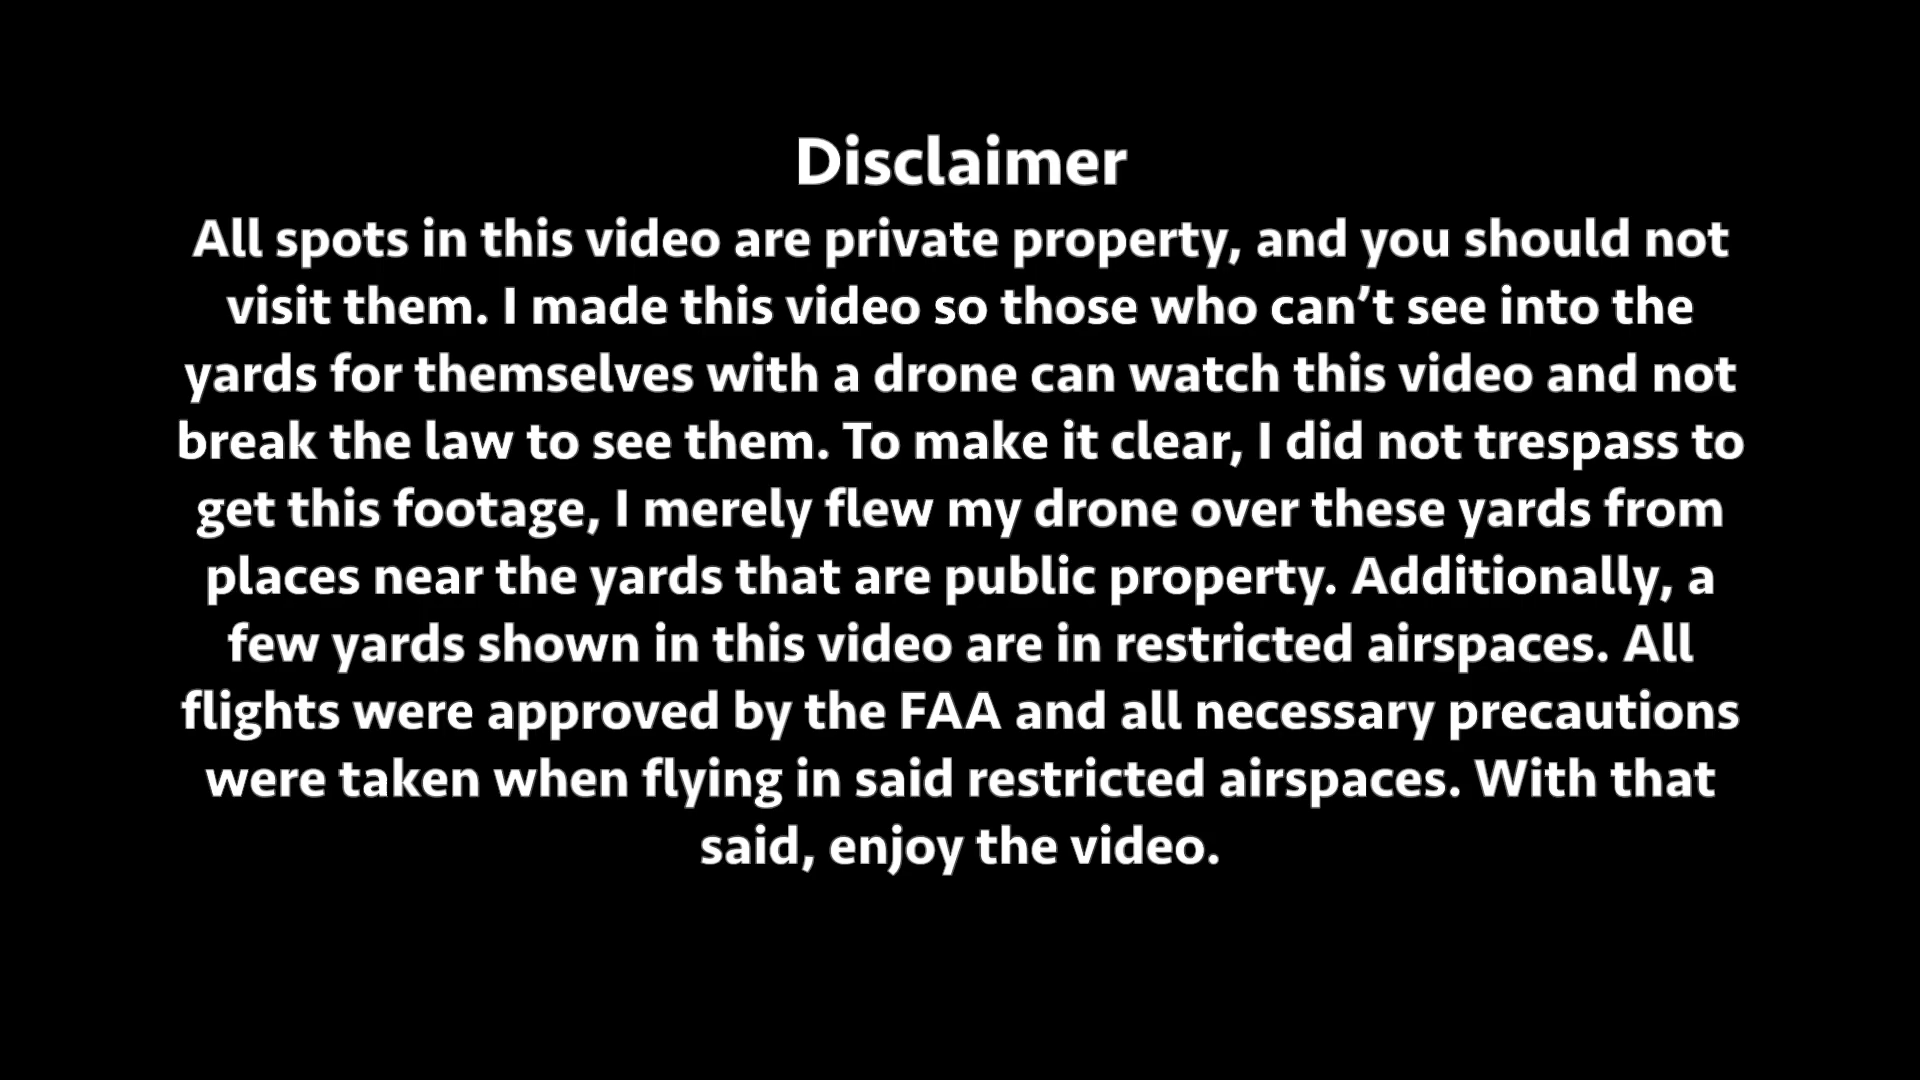 Disclaimer
All spots in this video are private property, and you should not
visit them. I made this video so those who can’t see into the
yards for themselves with a drone can watch this video and not
break the law to see them. To make it clear, I did not trespass to
get this footage, I merely flew my drone over these yards from
places near the yards that are public property. Additionally, a
few yards shown in this video are in restricted airspaces. All
flights were approved by the FAA and all necessary precautions
were taken when flying in said restricted airspaces. With that
said, enjoy the video.